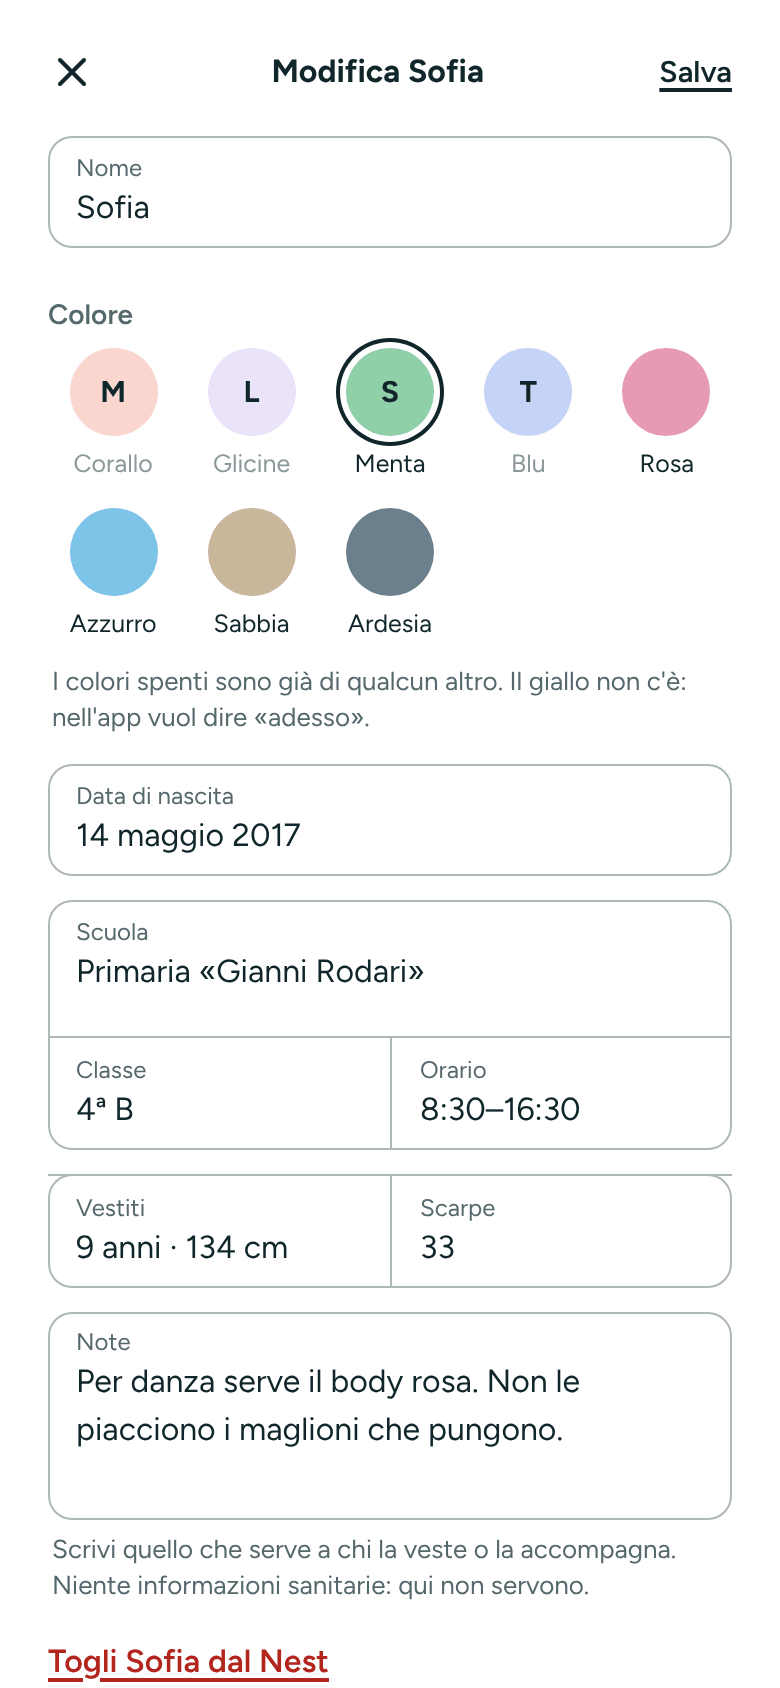 Modifica Sofia
Salva
Nome
Sofia
Colore
M L S T
Corallo Glicine Menta Blu Rosa
Azzurro Sabbia Ardesia
I colori spenti sono già di qualcun altro. Il giallo non c'è:
nell'app vuol dire «adesso».
Data di nascita
14 maggio 2017
Scuola
Primaria «Gianni Rodari»
Classe
4ª B
Orario
8:30–16:30
Vestiti
9 anni · 134 cm
Scarpe
33
Note
Per danza serve il body rosa. Non le
piacciono i maglioni che pungono.
Scrivi quello che serve a chi la veste o la accompagna.
Niente informazioni sanitarie: qui non servono.
Togli Sofia dal Nest